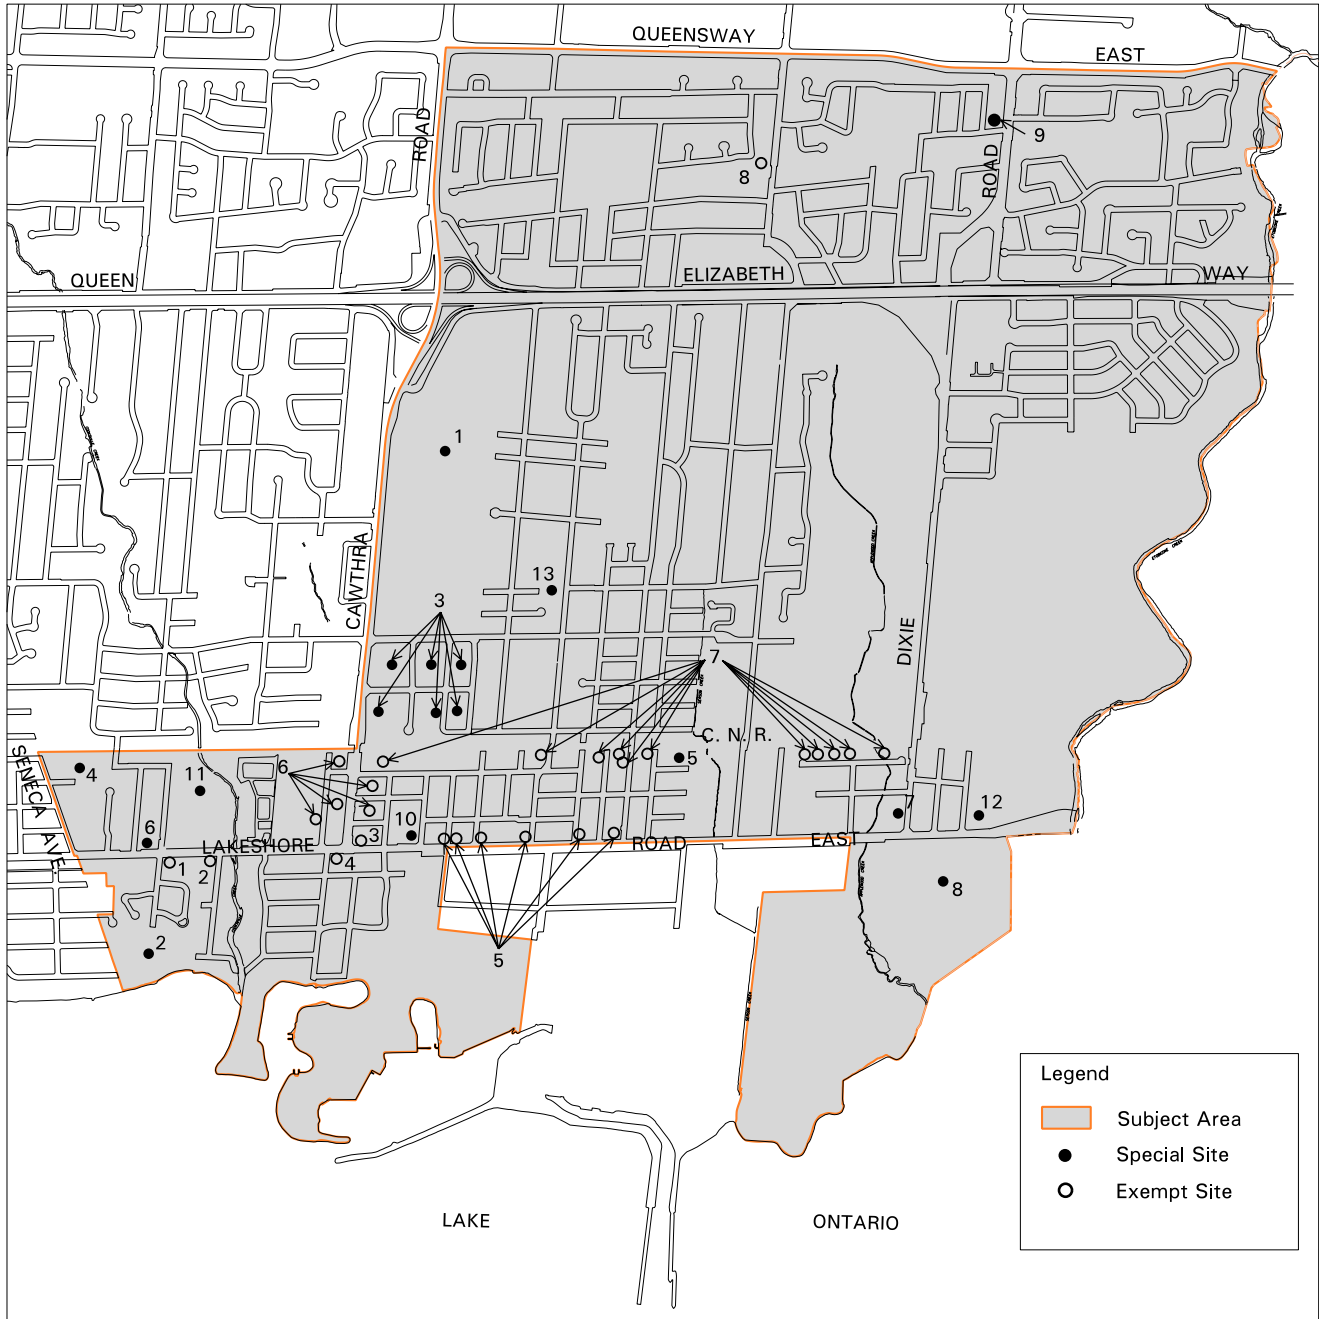 QUEENSWAY
EAST
ROAD
9
8
ROAD
QUEEN
ELIZABETH
WAY
1
13
CAWTHRA
3
DIXIE
7
C. N. R.
SENECA AVE.
4
11
6
5
6
10
3
7
12
LAKESHORE
ROAD
EAST
1
2
4
8
2
5
Legend
Subject Area
Special Site
Exempt Site
LAKE
ONTARIO